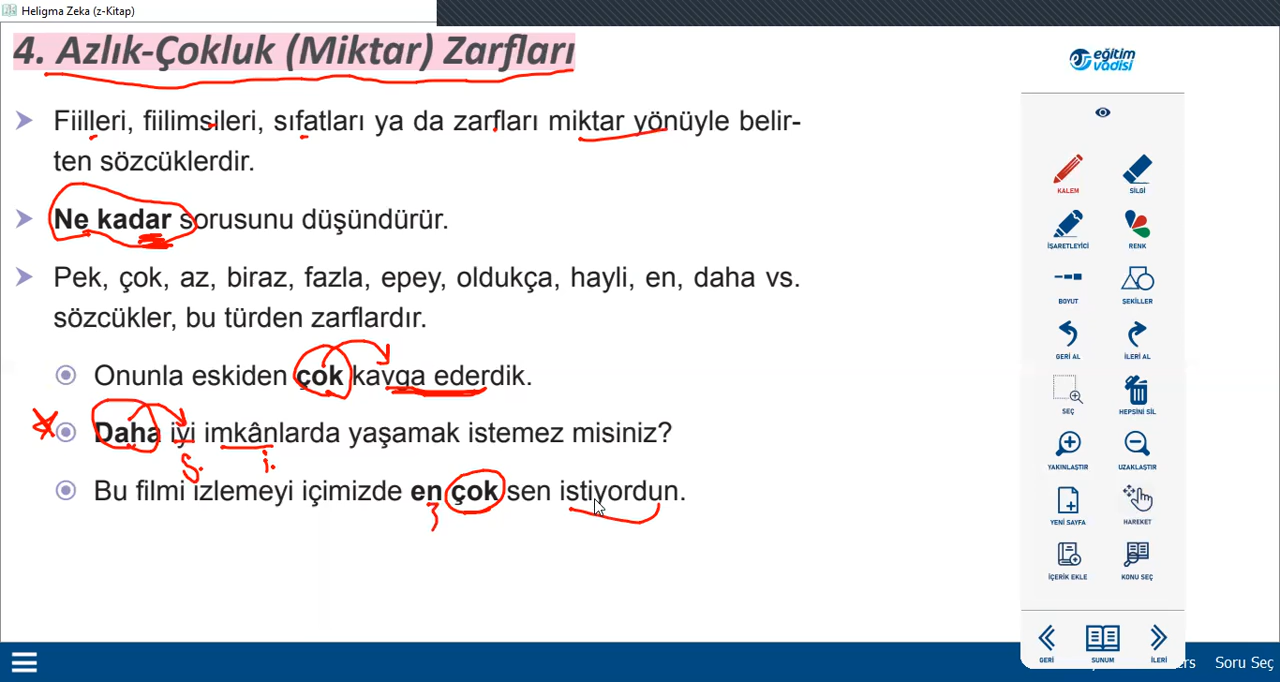 Heligma Zeka (z-Kitap)
4. Azlık-Çokluk (Miktar) Zarfları
eğitim
vadisi
Fiilleri, fiilimsileri, sıfatları ya da zarfları miktar yönüyle belir-
ten sözcüklerdir.
Ne kadar sorusunu düşündürür.
Pek, çok, az, biraz, fazla, epey, oldukça, hayli, en, daha vs.
sözcükler, bu türden zarflardır.
Onunla eskiden çok kavga ederdik.
Daha iyi imkânlarda yaşamak istemez misiniz?
s. i.
Bu filmi izlemeyi içimizde en çok sen istiyordun.
z
KALEM SİLGİ
İŞARETLEYİCİ RENK
BOYUT ŞEKİLLER
GERİ AL İLERİ AL
SEÇ HEPSİNİ SİL
YAKINLAŞTIR UZAKLAŞTIR
YENİ SAYFA HAREKET
İÇERİK EKLE KONU SEÇ
GERİ SUNUM İLERİ
Soru Seç